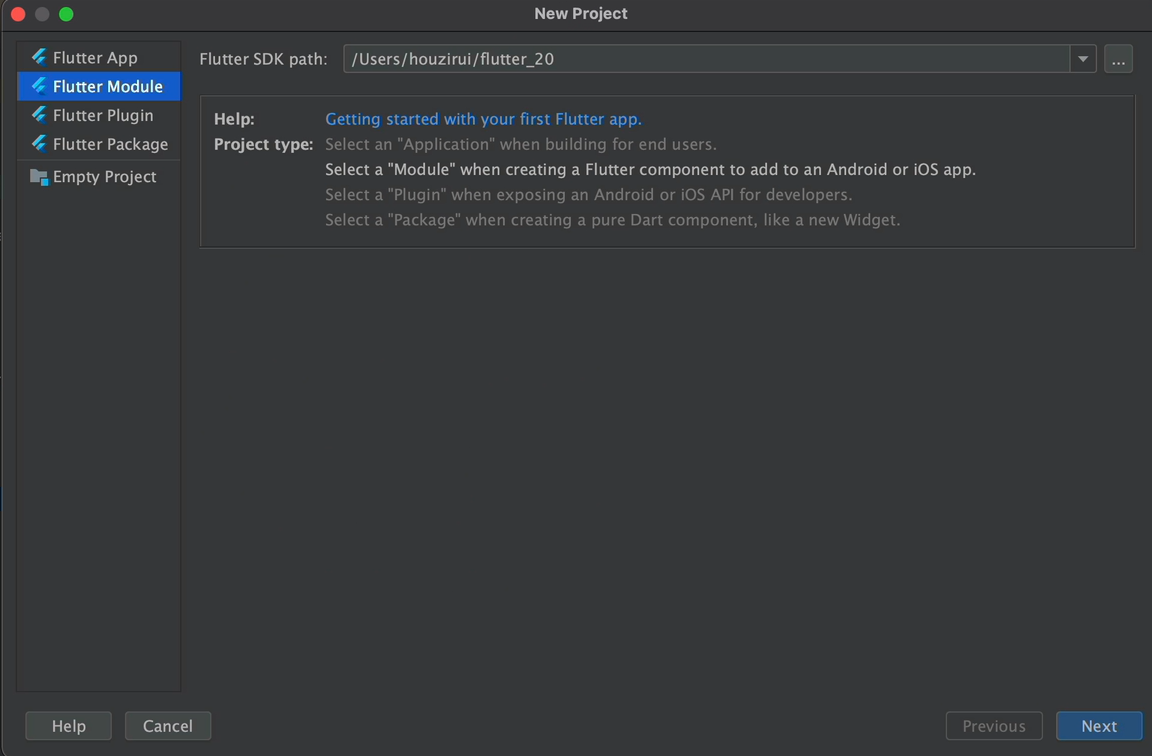 New Project
Flutter App
Flutter Module
Flutter Plugin
Flutter Package
Empty Project
Flutter SDK path: /Users/houzirui/flutter_20 ...
Help: Getting started with your first Flutter app.
Project type: Select an "Application" when building for end users.
Select a "Module" when creating a Flutter component to add to an Android or iOS app.
Select a "Plugin" when exposing an Android or iOS API for developers.
Select a "Package" when creating a pure Dart component, like a new Widget.
Help Cancel Previous Next